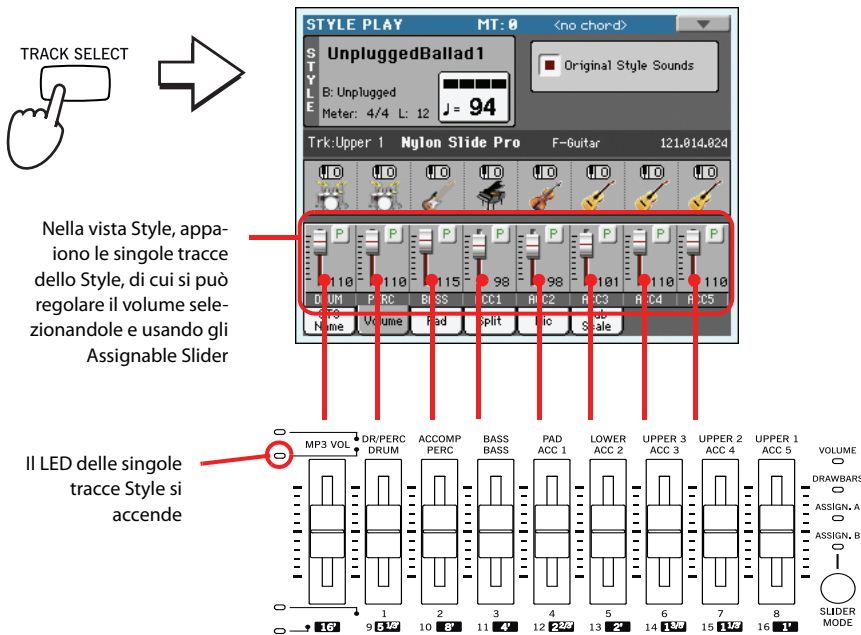 TRACK SELECT
STYLE PLAY MT: 0 <no chord>
STYLE
UnpluggedBallad1
B: Unplugged
Meter: 4/4 L: 12
♩= 94
Original Style Sounds
Trk:Upper 1 Nylon Slide Pro F-Guitar 121.014.024
P P P P P P P P
110 110 115 98 98 101 110 110
DRUM PERC BASS ACC1 ACC2 ACC3 ACC4 ACC5
STS Name Volume Pad Split Mic Sub Scale
Nella vista Style, appa-
iono le singole tracce
dello Style, di cui si può
regolare il volume sele-
zionandole e usando gli
Assignable Slider
Il LED delle singole
tracce Style si
accende
MP3 VOL
DR/PERC ACCOMP BASS PAD LOWER UPPER 3 UPPER 2 UPPER 1
DRUM PERC BASS ACC 1 ACC 2 ACC 3 ACC 4 ACC 5
VOLUME
DRAWBARS
ASSIGN. A
ASSIGN. B
SLIDER
MODE
1 2 3 4 5 6 7 8
16' 9 5 1/3' 10 8' 11 4' 12 2 2/3' 13 2' 14 1 3/5' 15 1 1/3' 16 1'